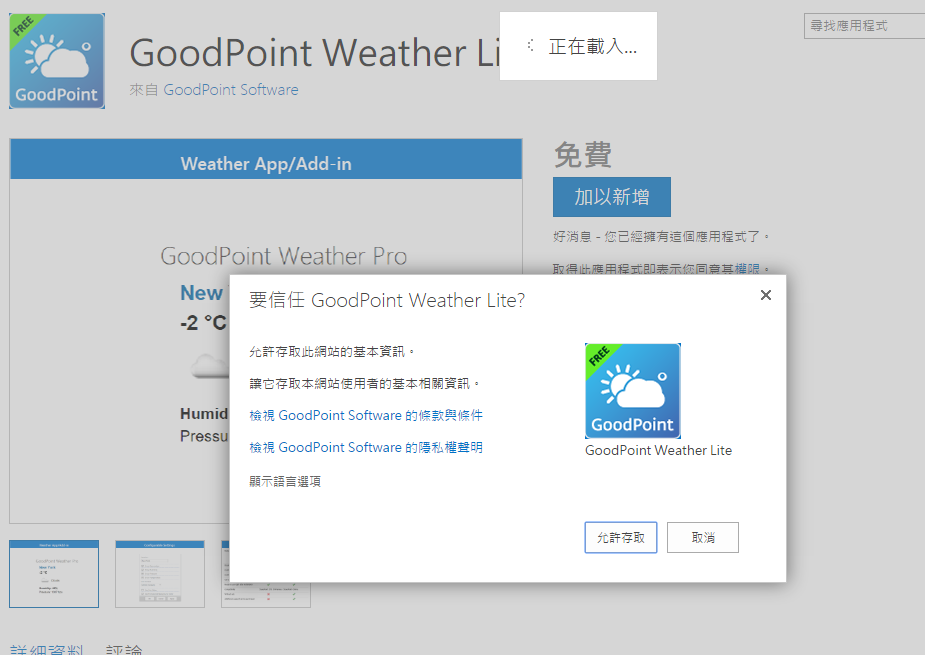 FREE
GoodPoint
GoodPoint Weather Li
正在載入...
尋找應用程式
來自 GoodPoint Software
Weather App/Add-in
GoodPoint Weather Pro
New
-2 °C
Humid
Pressu
免費
加以新增
好消息 - 您已經擁有這個應用程式了。
取得此應用程式即表示您同意其權限。
要信任 GoodPoint Weather Lite?
允許存取此網站的基本資訊。
讓它存取本網站使用者的基本相關資訊。
檢視 GoodPoint Software 的條款與條件
檢視 GoodPoint Software 的隱私權聲明
顯示語言選項
FREE
GoodPoint
GoodPoint Weather Lite
允許存取
取消
詳細資料
評論